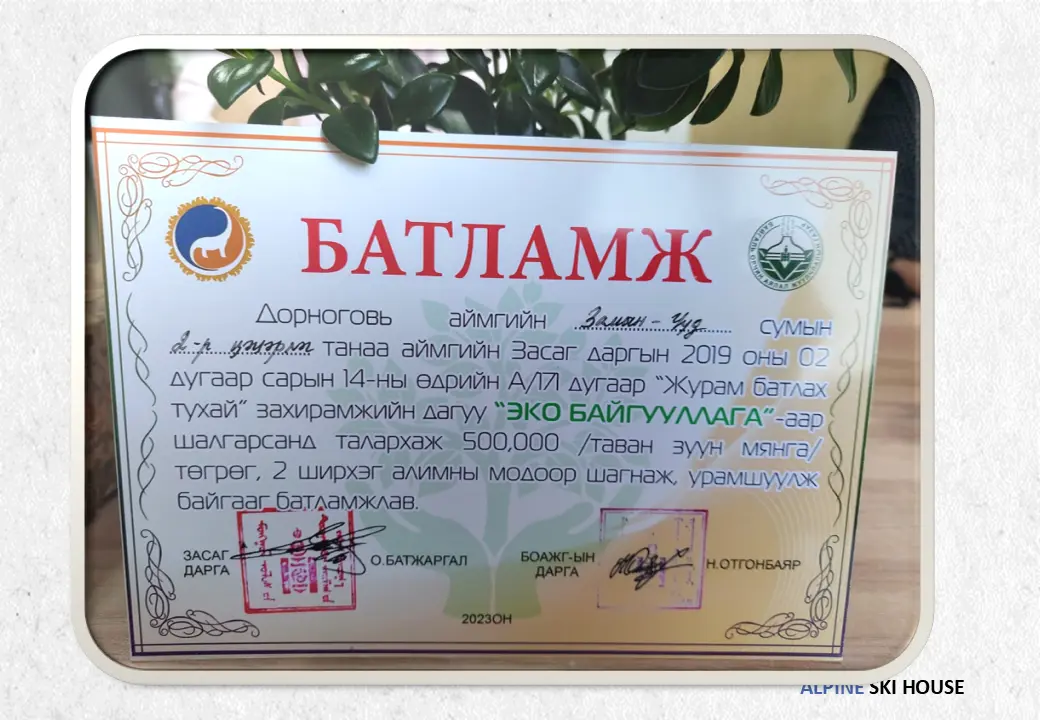 БАТЛАМЖ
Дорноговь аймгийн Замын-Үүд сумын
2-р цэцэрлэг танаа аймгийн Засаг даргын 2019 оны 02
дугаар сарын 14-ны өдрийн А/171 дугаар “Журам батлах
тухай” захирамжийн дагуу “ЭКО БАЙГУУЛЛАГА”-аар
шалгарсанд талархаж 500,000 /таван зуун мянга/
төгрөг, 2 ширхэг алимны модоор шагнаж, урамшуулж
байгааг батламжлав.
ЗАСАГ ДАРГА О.БАТЖАРГАЛ
БОАЖГ-ЫН ДАРГА Н.ОТГОНБАЯР
2023ОН
ALPINE SKI HOUSE